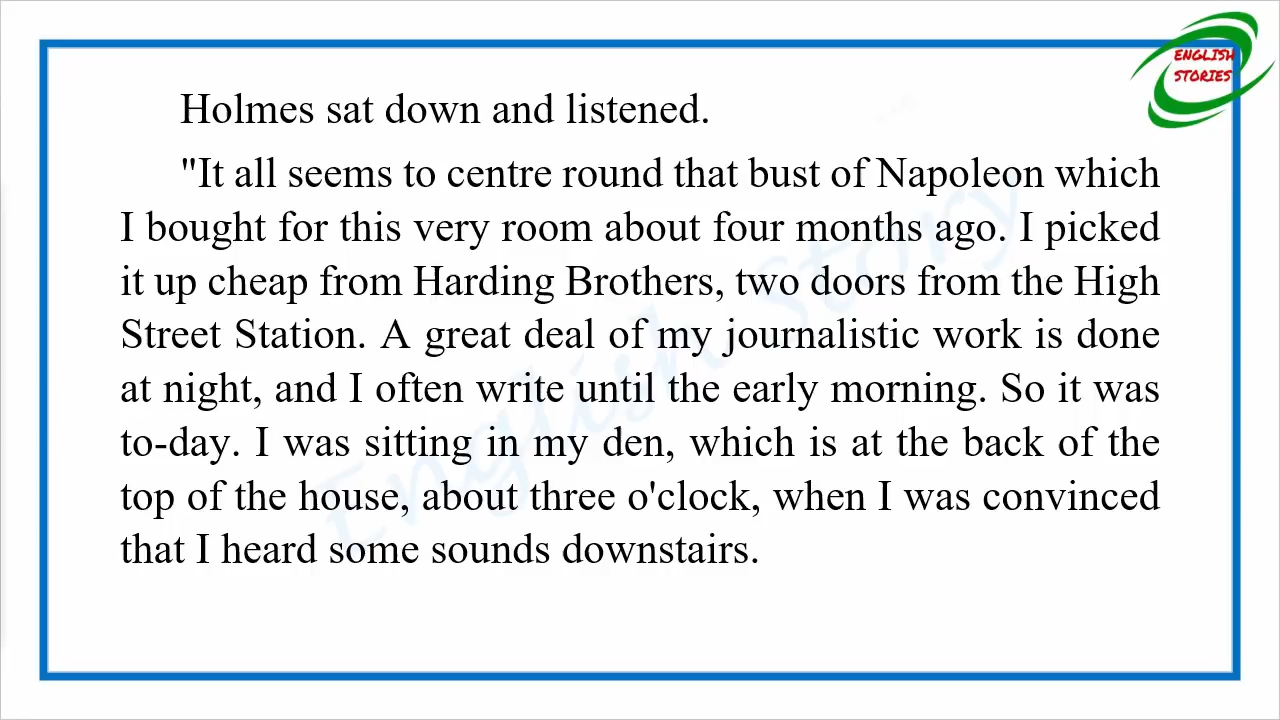 ENGLISH
STORIES
Holmes sat down and listened.
"It all seems to centre round that bust of Napoleon which
I bought for this very room about four months ago. I picked
it up cheap from Harding Brothers, two doors from the High
Street Station. A great deal of my journalistic work is done
at night, and I often write until the early morning. So it was
to-day. I was sitting in my den, which is at the back of the
top of the house, about three o'clock, when I was convinced
that I heard some sounds downstairs.
English Story